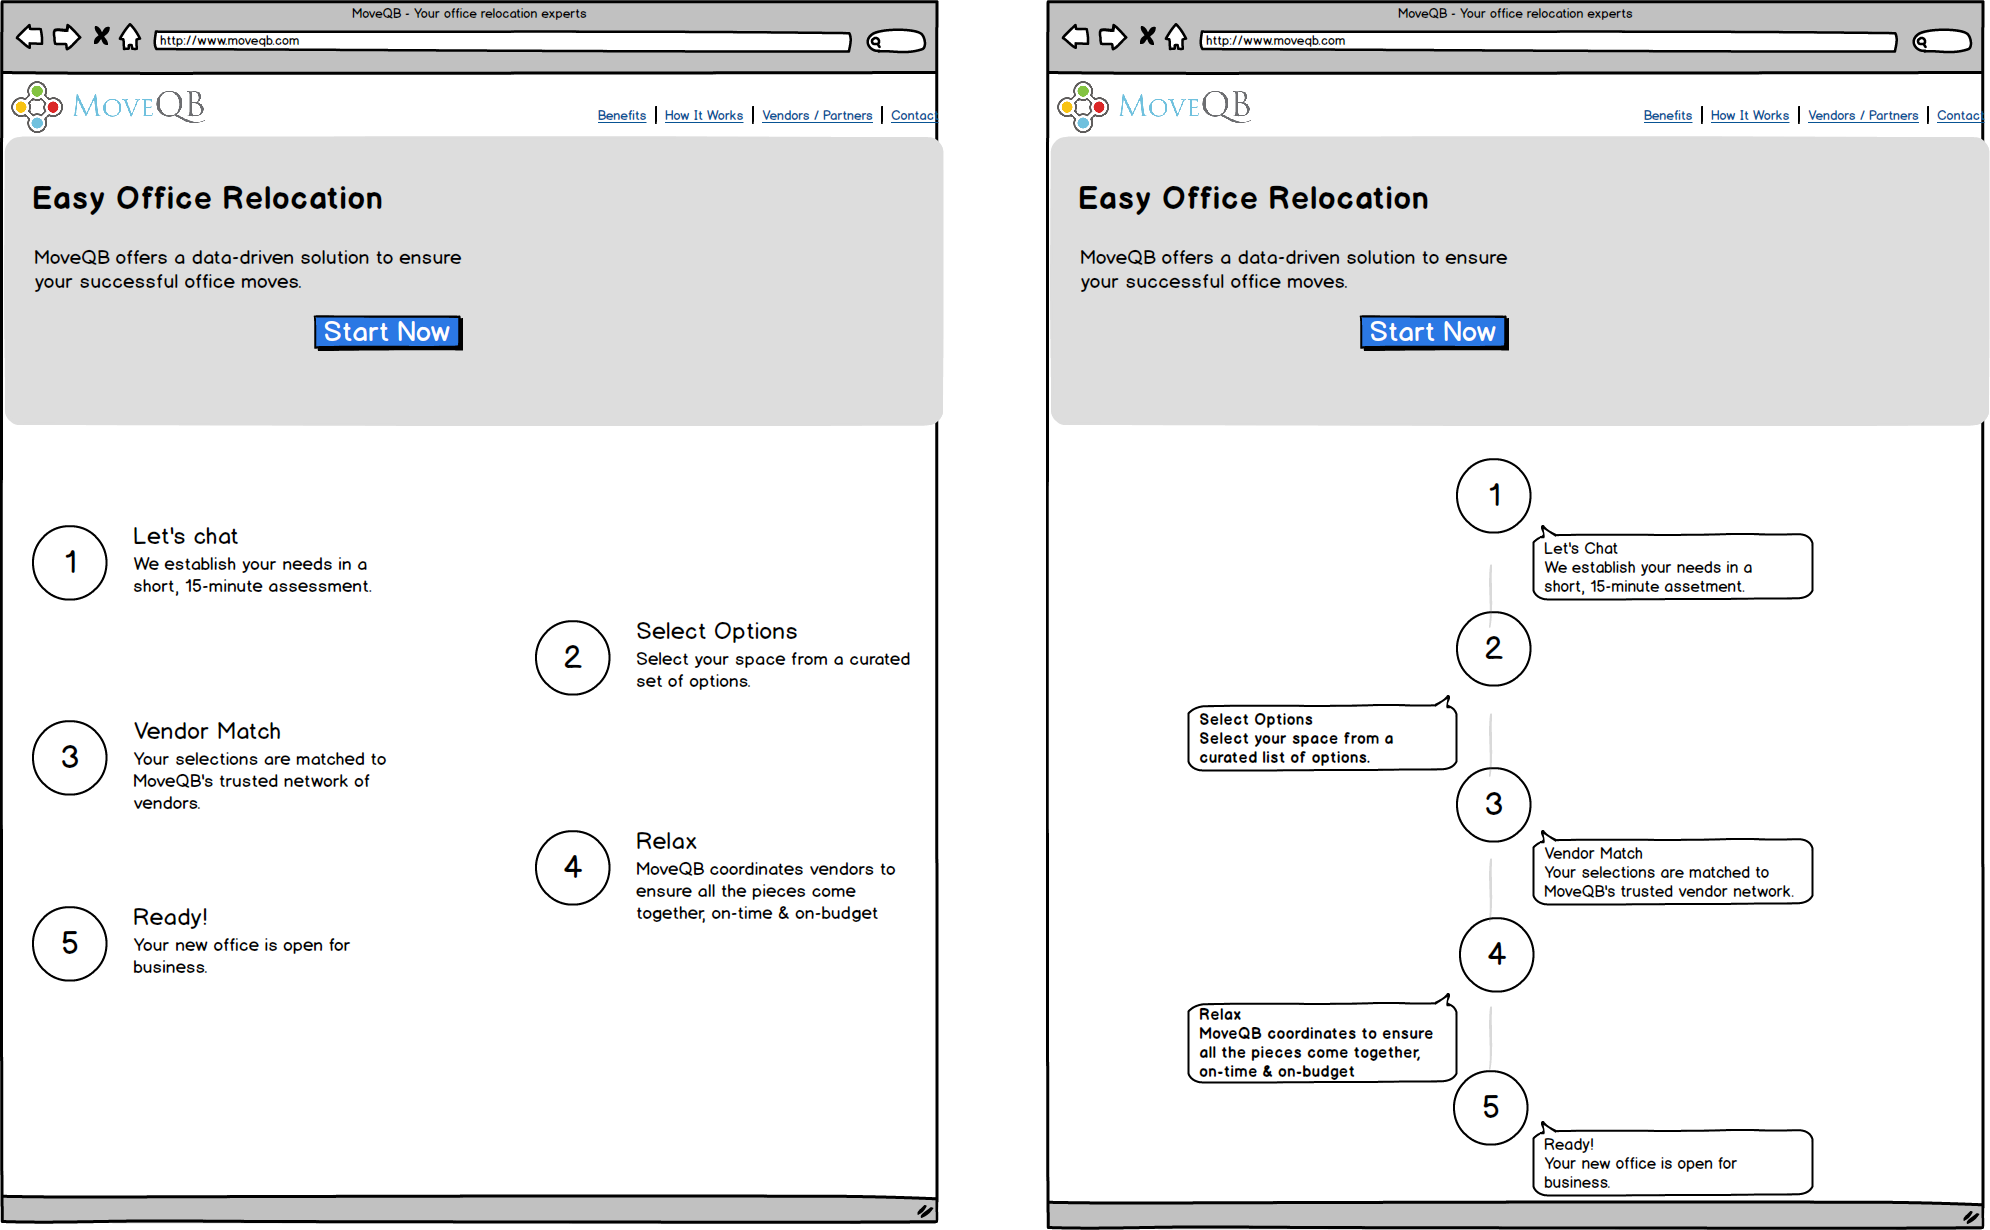 MoveQB - Your office relocation experts
http://www.moveqb.com
MOVEQB
Benefits | How It Works | Vendors / Partners | Contac
Easy Office Relocation
MoveQB offers a data-driven solution to ensure
your successful office moves.
Start Now
1
Let's chat
We establish your needs in a
short, 15-minute assessment.
2
Select Options
Select your space from a curated
set of options.
3
Vendor Match
Your selections are matched to
MoveQB's trusted network of
vendors.
4
Relax
MoveQB coordinates vendors to
ensure all the pieces come
together, on-time & on-budget
5
Ready!
Your new office is open for
business.
MoveQB - Your office relocation experts
http://www.moveqb.com
MOVEQB
Benefits | How It Works | Vendors / Partners | Contac
Easy Office Relocation
MoveQB offers a data-driven solution to ensure
your successful office moves.
Start Now
1
Let's Chat
We establish your needs in a
short, 15-minute assetment.
2
Select Options
Select your space from a
curated list of options.
3
Vendor Match
Your selections are matched to
MoveQB's trusted vendor network.
4
Relax
MoveQB coordinates to ensure
all the pieces come together,
on-time & on-budget
5
Ready!
Your new office is open for
business.